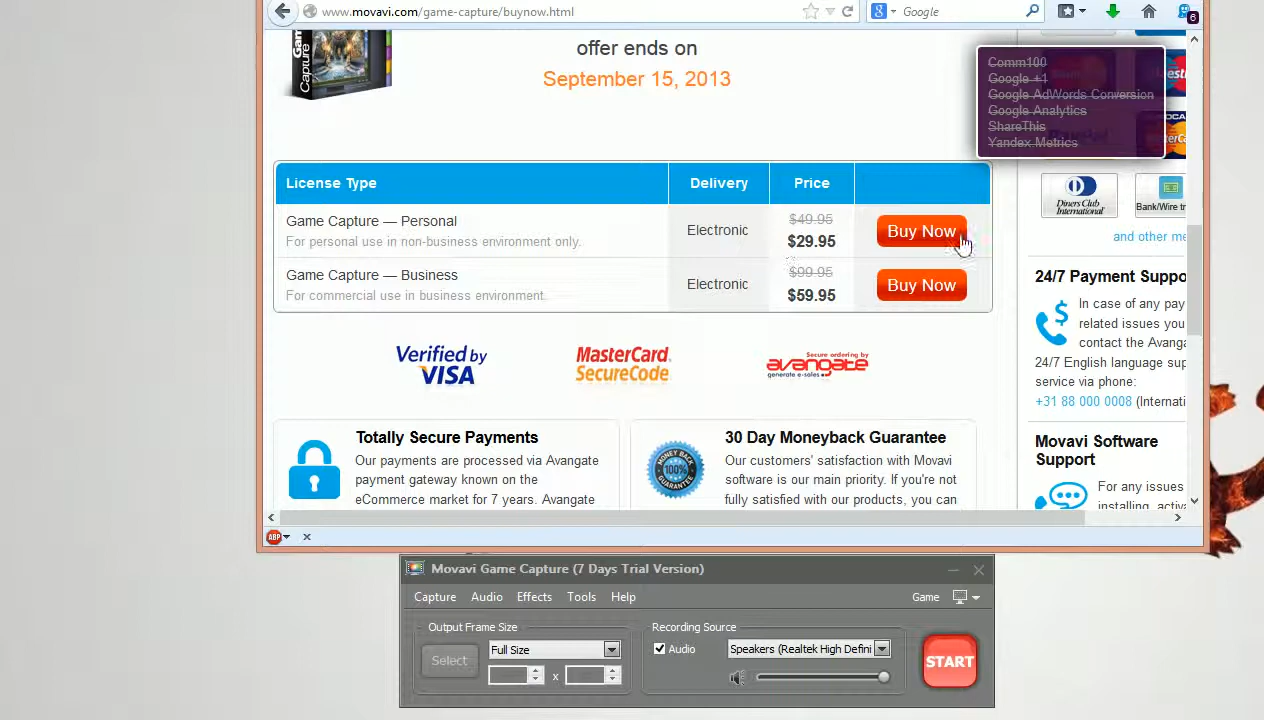 www.movavi.com/game-capture/buynow.html
Google
6
Game
Capture
offer ends on
September 15, 2013
Comm100
Google +1
Google AdWords Conversion
Google Analytics
ShareThis
Yandex.Metrics
License Type Delivery Price
Game Capture — Personal
For personal use in non-business environment only.
Electronic
$49.95
$29.95
Buy Now
Game Capture — Business
For commercial use in business environment.
Electronic
$99.95
$59.95
Buy Now
Diners Club
International
Bank/Wire tr
and other me
Verified by
VISA
MasterCard
SecureCode
Secure ordering by
avangate
generate e-sales
24/7 Payment Suppo
In case of any pay
related issues you
contact the Avanga
24/7 English language sup
service via phone:
+31 88 000 0008 (Internati
Movavi Software
Support
For any issues
installing, activa
Totally Secure Payments
Our payments are processed via Avangate
payment gateway known on the
eCommerce market for 7 years. Avangate
MONEY BACK
100%
GUARANTEE
30 Day Moneyback Guarantee
Our customers' satisfaction with Movavi
software is our main priority. If you're not
fully satisfied with our products, you can
ABP
Movavi Game Capture (7 Days Trial Version)
Capture Audio Effects Tools Help Game
Output Frame Size
Select
Full Size
x
Recording Source
Audio
Speakers (Realtek High Defini
START